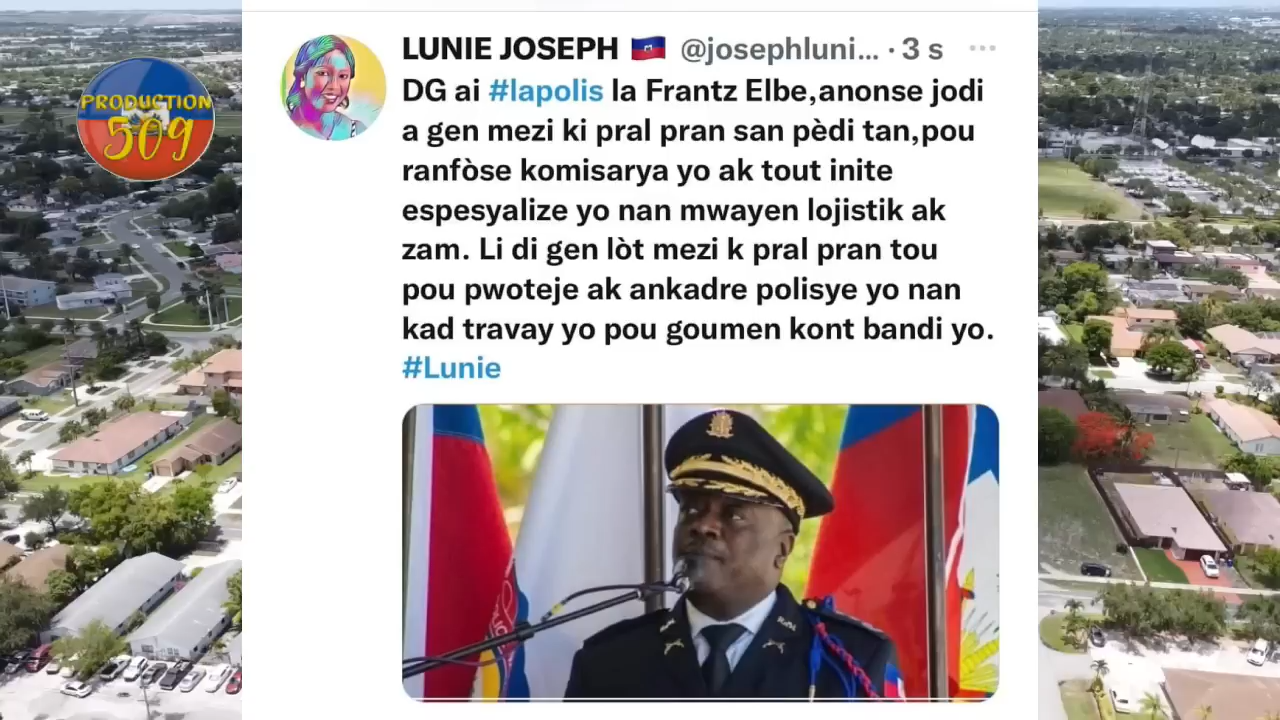 PRODUCTION
509
LUNIE JOSEPH 🇭🇹 @josephluni... · 3 s
DG ai #lapolis la Frantz Elbe,anonse jodi
a gen mezi ki pral pran san pèdi tan,pou
ranfòse komisarya yo ak tout inite
espesyalize yo nan mwayen lojistik ak
zam. Li di gen lòt mezi k pral pran tou
pou pwoteje ak ankadre polisye yo nan
kad travay yo pou goumen kont bandi yo.
#Lunie